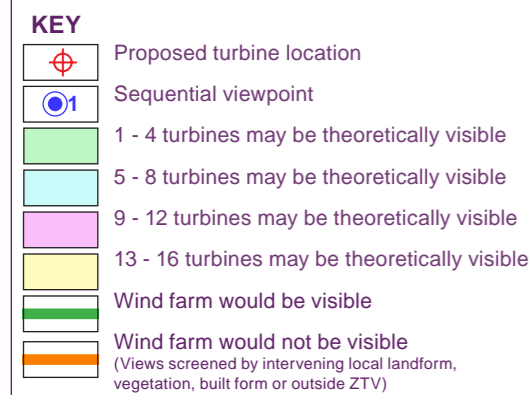 KEY
Proposed turbine location
1 Sequential viewpoint
1 - 4 turbines may be theoretically visible
5 - 8 turbines may be theoretically visible
9 - 12 turbines may be theoretically visible
13 - 16 turbines may be theoretically visible
Wind farm would be visible
Wind farm would not be visible
(Views screened by intervening local landform,
vegetation, built form or outside ZTV)